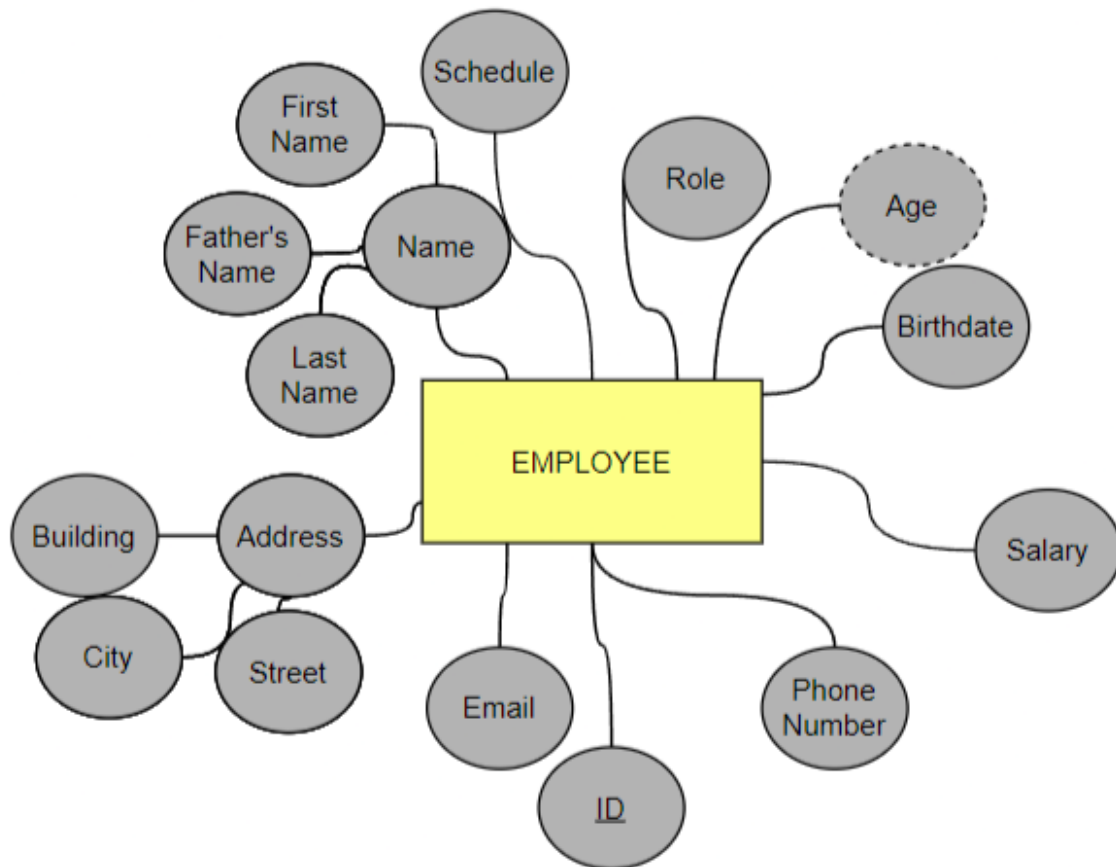 Schedule
First
Name
Role
Age
Father's
Name
Name
Birthdate
Last
Name
EMPLOYEE
Building
Address
Salary
City
Street
Email
Phone
Number
ID